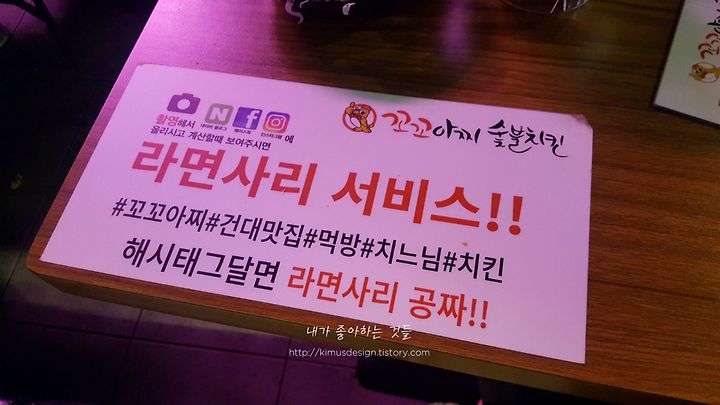 꼬꼬아찌 숯불치킨
촬영해서 네이버 블로그 페이스북 인스타그램 에
올리시고 계산할때 보여주시면
라면사리 서비스!!
#꼬꼬아찌#건대맛집#먹방#치느님#치킨
해시태그달면 라면사리 공짜!!
내가 좋아하는 것들
http://kimusdesign.tistory.com